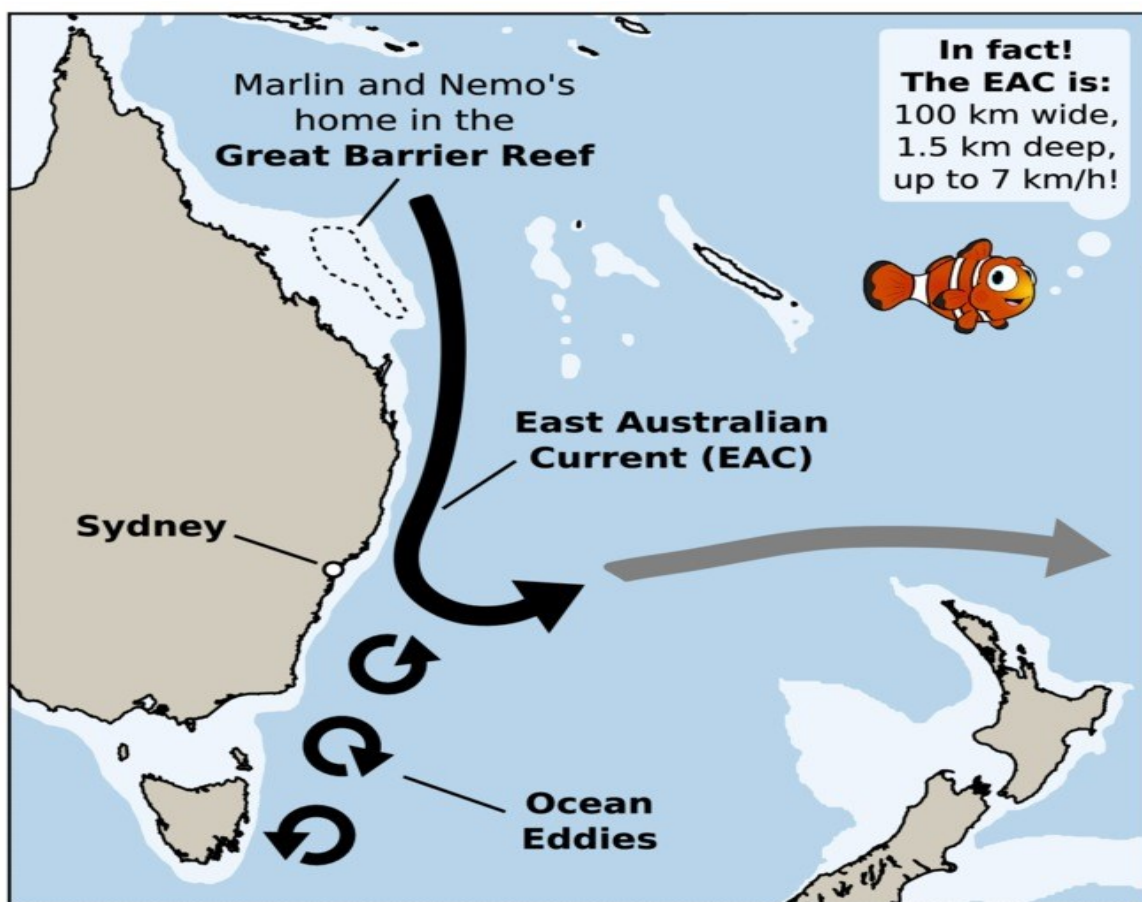 Marlin and Nemo's
home in the
Great Barrier Reef
In fact!
The EAC is:
100 km wide,
1.5 km deep,
up to 7 km/h!
East Australian
Current (EAC)
Sydney
Ocean
Eddies